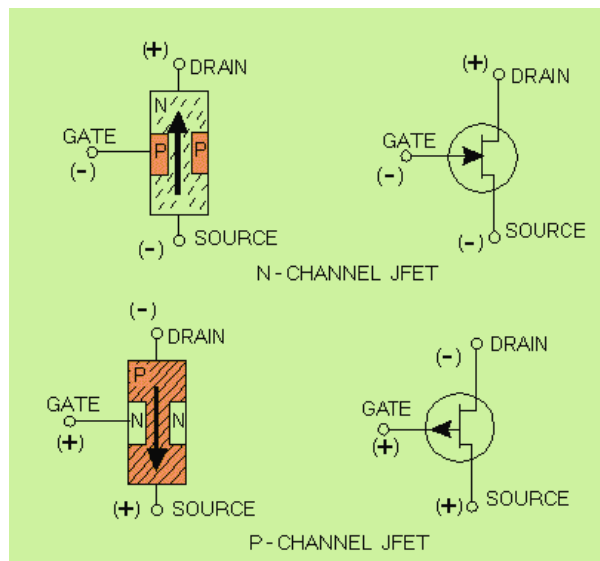 (+)
DRAIN
N
GATE
(-)
P
P
(-)
SOURCE
(+)
DRAIN
GATE
(-)
(-)
SOURCE
N-CHANNEL JFET
(-)
DRAIN
P
GATE
(+)
N
N
(+)
SOURCE
(-)
DRAIN
GATE
(+)
(+)
SOURCE
P-CHANNEL JFET